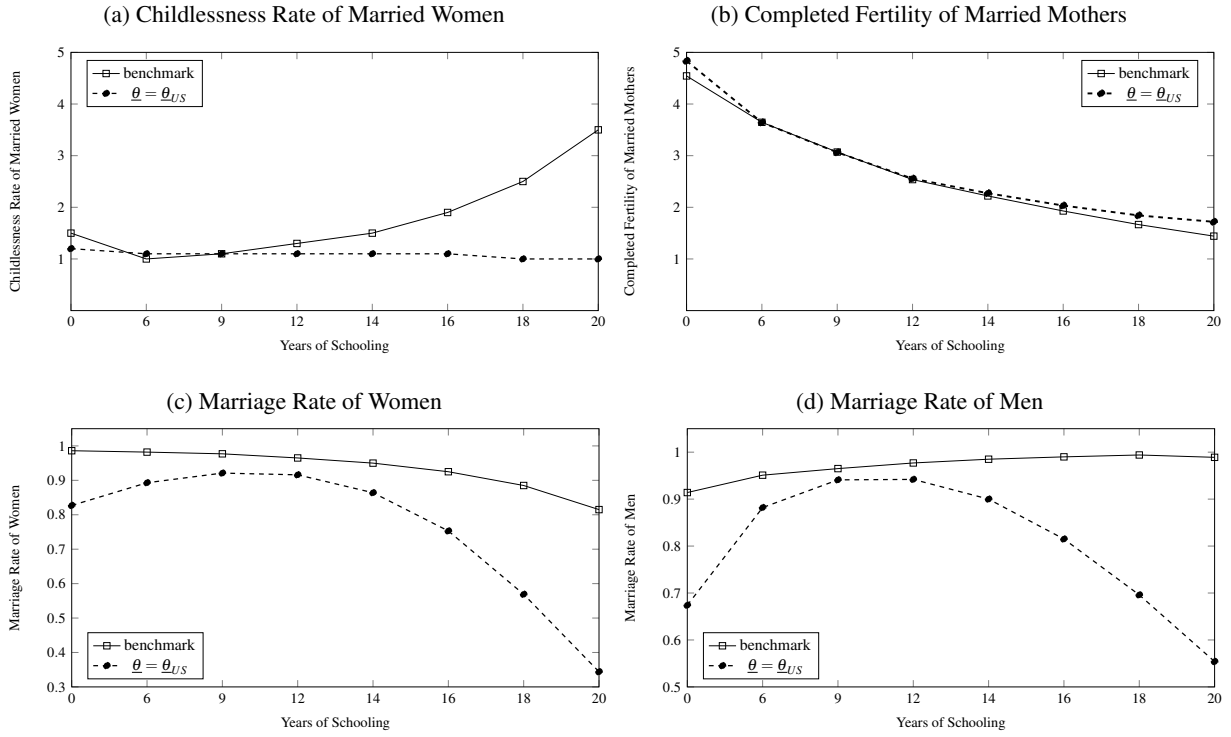 (a) Childlessness Rate of Married Women
Childlessness Rate of Married Women
5
4
3
2
1
benchmark
θ = θ_US
0 6 9 12 14 16 18 20
Years of Schooling
(b) Completed Fertility of Married Mothers
Completed Fertility of Married Mothers
5
4
3
2
1
benchmark
θ = θ_US
0 6 9 12 14 16 18 20
Years of Schooling
(c) Marriage Rate of Women
Marriage Rate of Women
1
0.9
0.8
0.7
0.6
0.5
0.4
0.3
benchmark
θ = θ_US
0 6 9 12 14 16 18 20
Years of Schooling
(d) Marriage Rate of Men
Marriage Rate of Men
1
0.9
0.8
0.7
0.6
0.5
benchmark
θ = θ_US
0 6 9 12 14 16 18 20
Years of Schooling